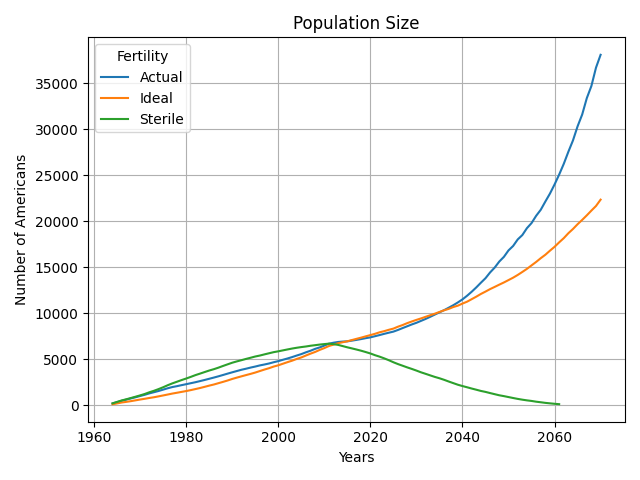 Population Size
Fertility
Actual
Ideal
Sterile
Number of Americans
35000
30000
25000
20000
15000
10000
5000
0
1960
1980
2000
2020
2040
2060
Years